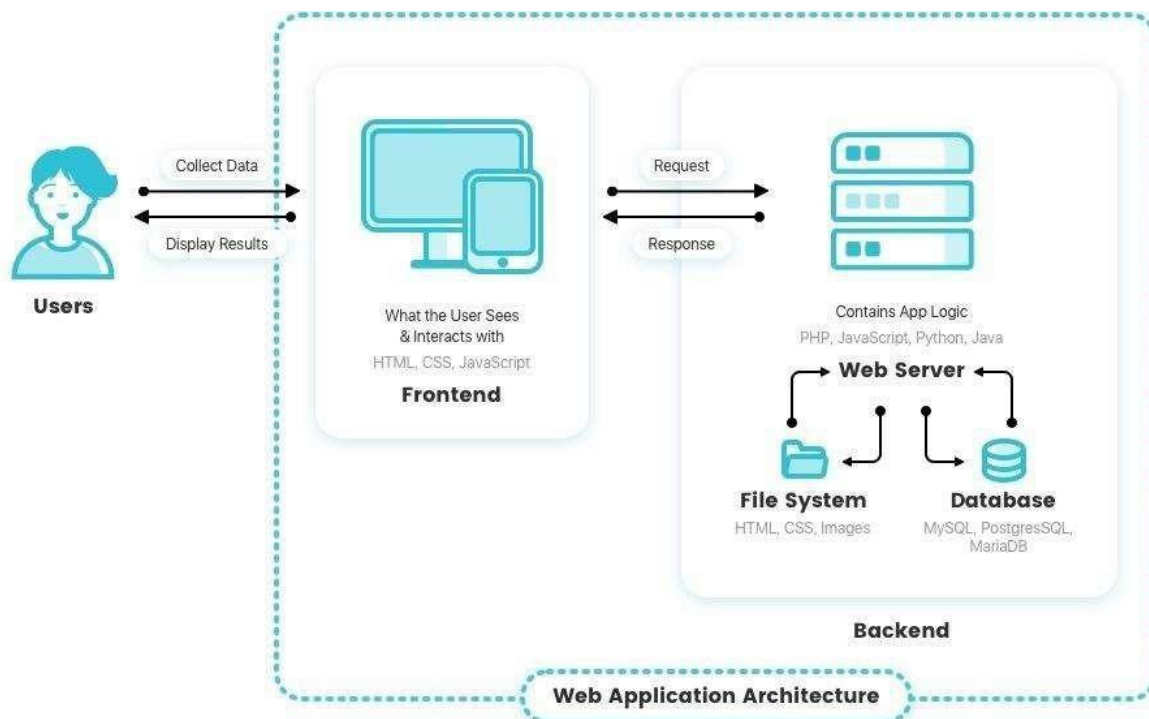 Collect Data
Display Results
Users
What the User Sees
& Interacts with
HTML, CSS, JavaScript
Frontend
Request
Response
Contains App Logic
PHP, JavaScript, Python, Java
Web Server
File System
HTML, CSS, Images
Database
MySQL, PostgresSQL,
MariaDB
Backend
Web Application Architecture